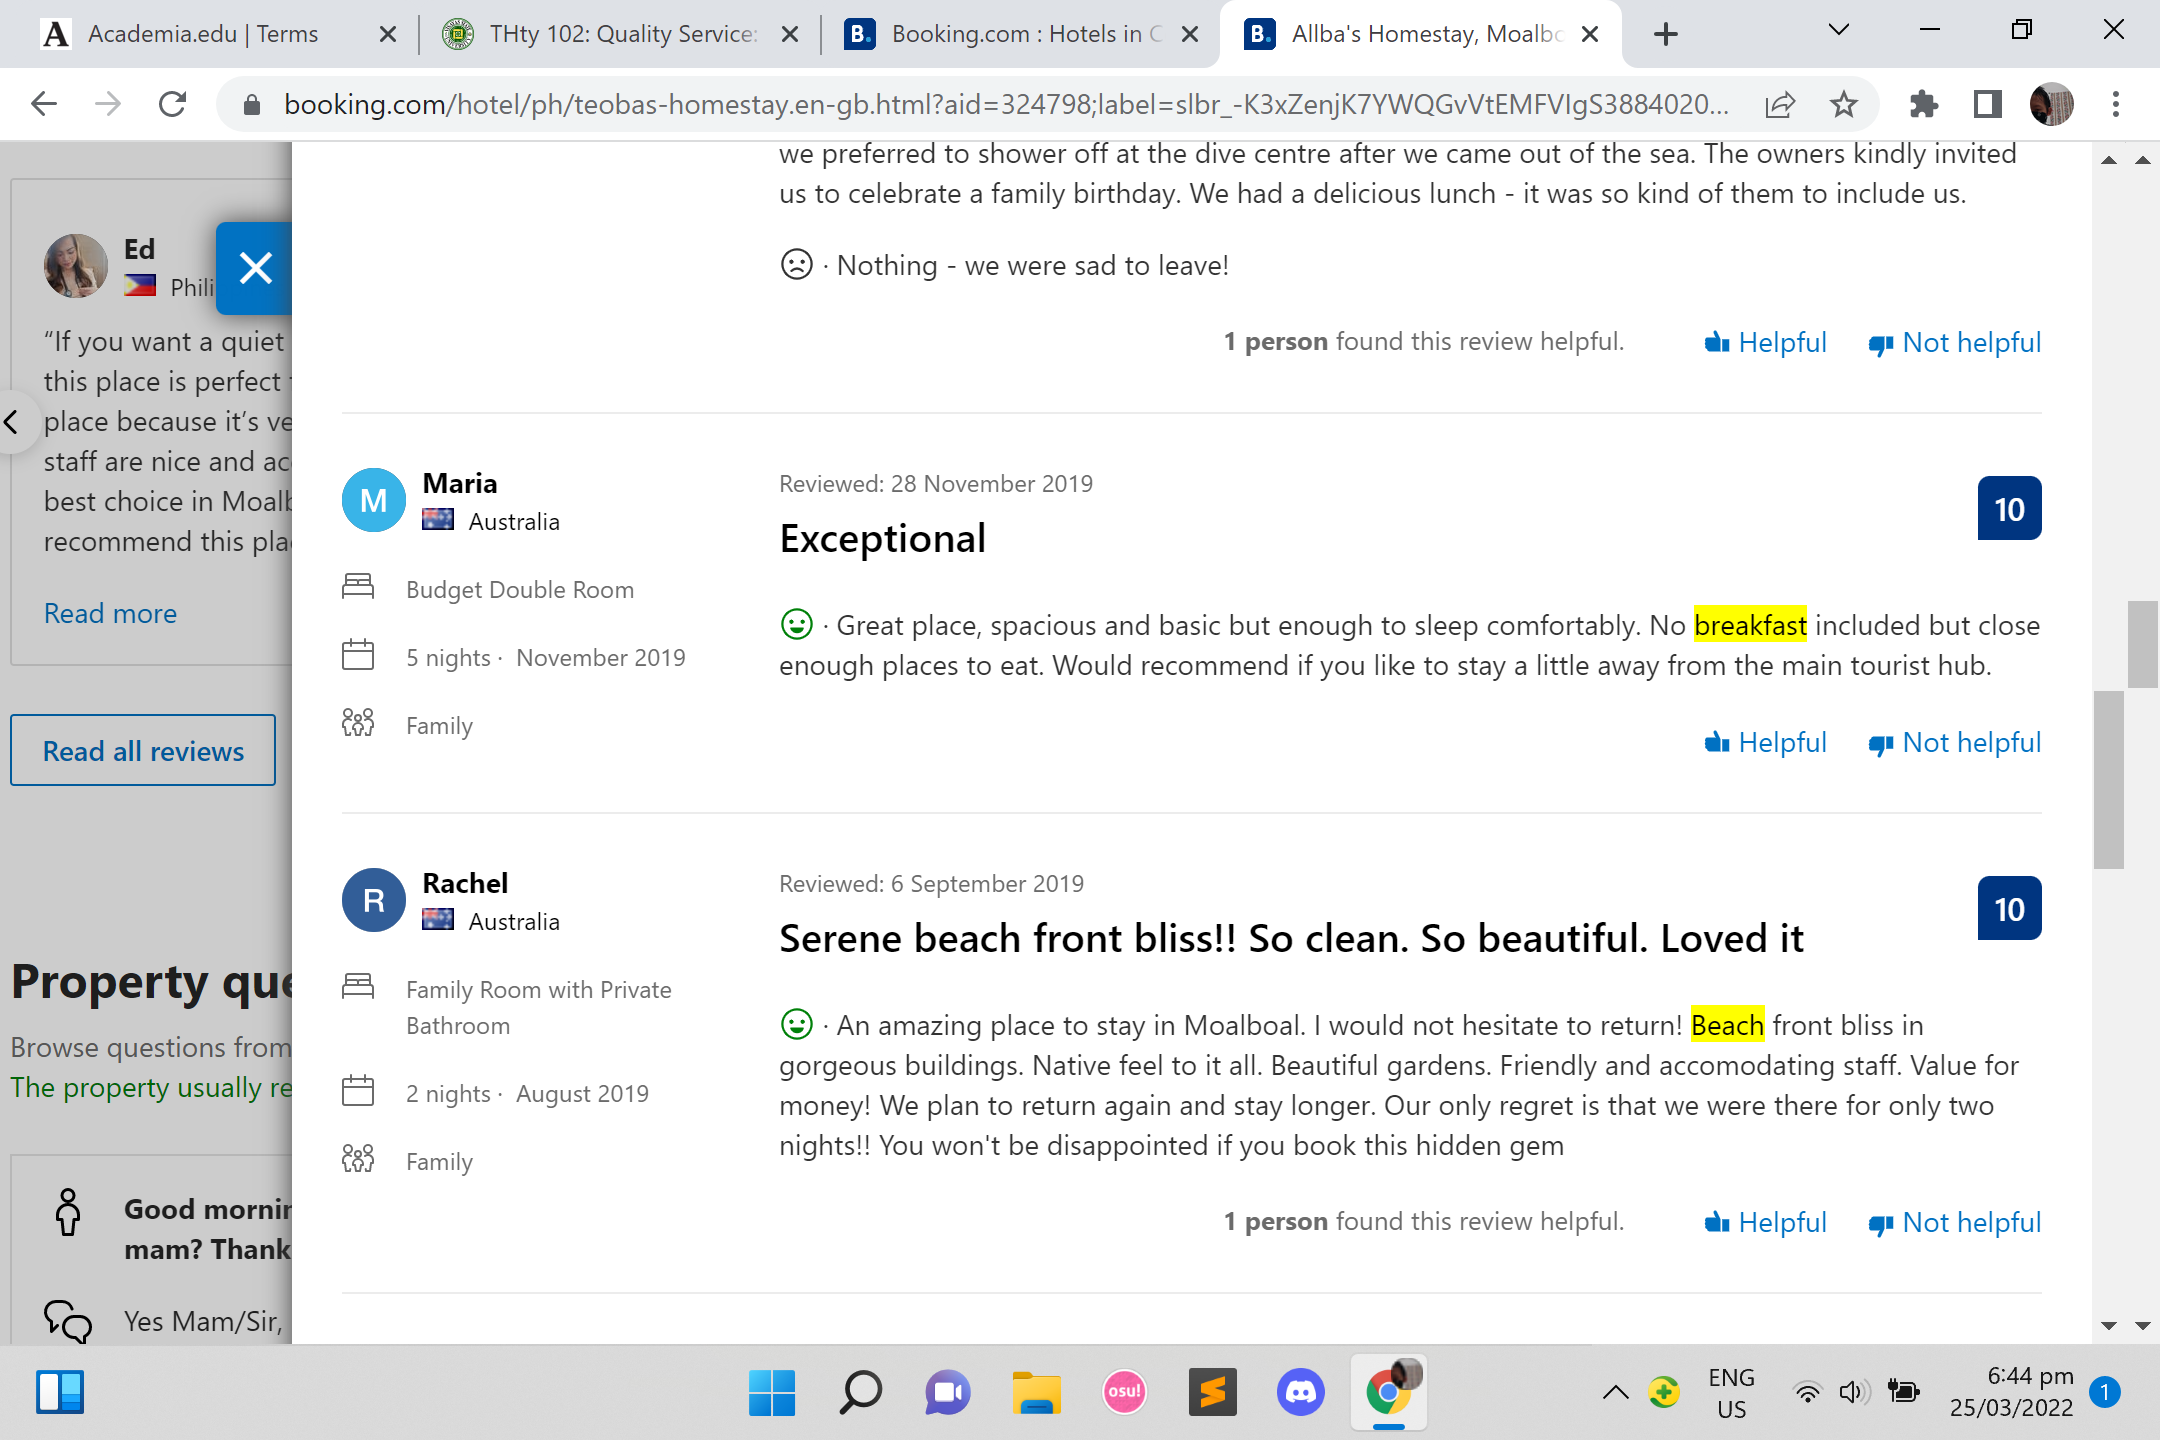 Academia.edu | Terms
THty 102: Quality Service:
Booking.com : Hotels in C
Allba's Homestay, Moalbo
booking.com/hotel/ph/teobas-homestay.en-gb.html?aid=324798;label=slbr_-K3xZenjK7YWQGvVtEMFVIgS3884020...
we preferred to shower off at the dive centre after we came out of the sea. The owners kindly invited
us to celebrate a family birthday. We had a delicious lunch - it was so kind of them to include us.
· Nothing - we were sad to leave!
1 person found this review helpful.
Helpful
Not helpful
Ed
Phili
“If you want a quiet
this place is perfect
place because it’s ve
staff are nice and ac
best choice in Moalb
recommend this pla
Read more
Read all reviews
M
Maria
Australia
Budget Double Room
5 nights · November 2019
Family
Reviewed: 28 November 2019
10
Exceptional
· Great place, spacious and basic but enough to sleep comfortably. No breakfast included but close
enough places to eat. Would recommend if you like to stay a little away from the main tourist hub.
Helpful
Not helpful
R
Rachel
Australia
Family Room with Private
Bathroom
2 nights · August 2019
Family
Reviewed: 6 September 2019
10
Serene beach front bliss!! So clean. So beautiful. Loved it
· An amazing place to stay in Moalboal. I would not hesitate to return! Beach front bliss in
gorgeous buildings. Native feel to it all. Beautiful gardens. Friendly and accomodating staff. Value for
money! We plan to return again and stay longer. Our only regret is that we were there for only two
nights!! You won't be disappointed if you book this hidden gem
1 person found this review helpful.
Helpful
Not helpful
Property que
Browse questions from
The property usually re
Good mornin
mam? Thank
Yes Mam/Sir,
osu!
ENG
US
6:44 pm
25/03/2022
1